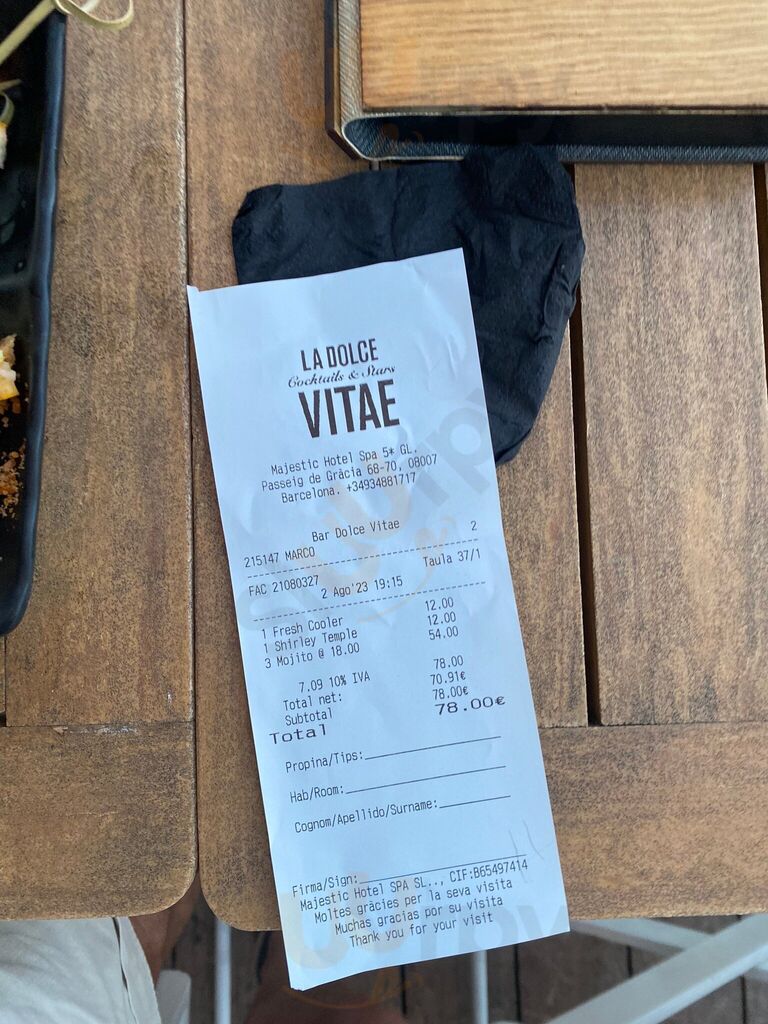 LA DOLCE
Cocktails & Stars
VITAE
Majestic Hotel Spa 5* GL.
Passeig de Gràcia 68-70, 08007
Barcelona. +34934881717
Bar Dolce Vitae
215147 MARCO 2
FAC 21080327 Taula 37/1
2 Ago'23 19:15
1 Fresh Cooler 12.00
1 Shirley Temple 12.00
3 Mojito @ 18.00 54.00
7.09 10% IVA 78.00
Total net: 70.91€
Subtotal 78.00€
Total 78.00€
Propina/Tips:
Hab/Room:
Cognom/Apellido/Surname:
Firma/Sign:
Majestic Hotel SPA SL.., CIF:B65497414
Moltes gràcies per la seva visita
Muchas gracias por su visita
Thank you for your visit